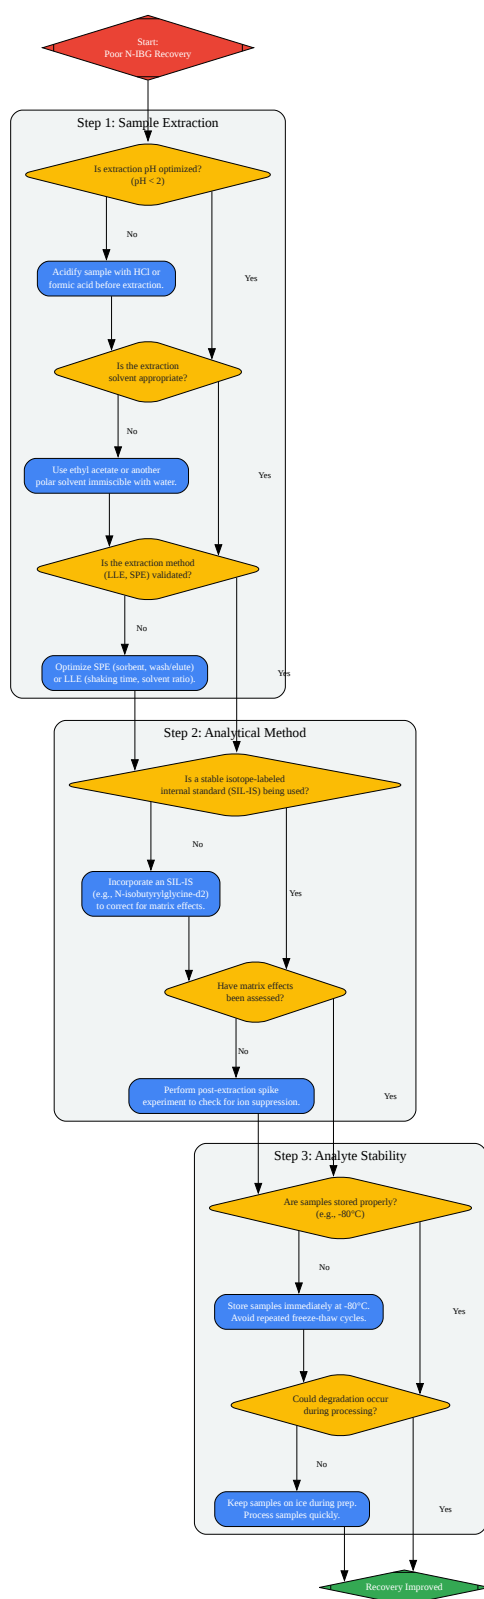 Start:
Poor N-IBG Recovery
Step 1: Sample Extraction
Is extraction pH optimized?
(pH < 2)
No
Yes
Acidify sample with HCl or
formic acid before extraction.
Is the extraction
solvent appropriate?
No
Yes
Use ethyl acetate or another
polar solvent immiscible with water.
Is the extraction method
(LLE, SPE) validated?
No
Yes
Optimize SPE (sorbent, wash/elute)
or LLE (shaking time, solvent ratio).
Step 2: Analytical Method
Is a stable isotope-labeled
internal standard (SIL-IS) being used?
No
Yes
Incorporate an SIL-IS
(e.g., N-isobutyrylglycine-d2)
to correct for matrix effects.
Have matrix effects
been assessed?
No
Yes
Perform post-extraction spike
experiment to check for ion suppression.
Step 3: Analyte Stability
Are samples stored properly?
(e.g., -80°C)
No
Yes
Store samples immediately at -80°C.
Avoid repeated freeze-thaw cycles.
Could degradation occur
during processing?
No
Yes
Keep samples on ice during prep.
Process samples quickly.
Recovery Improved